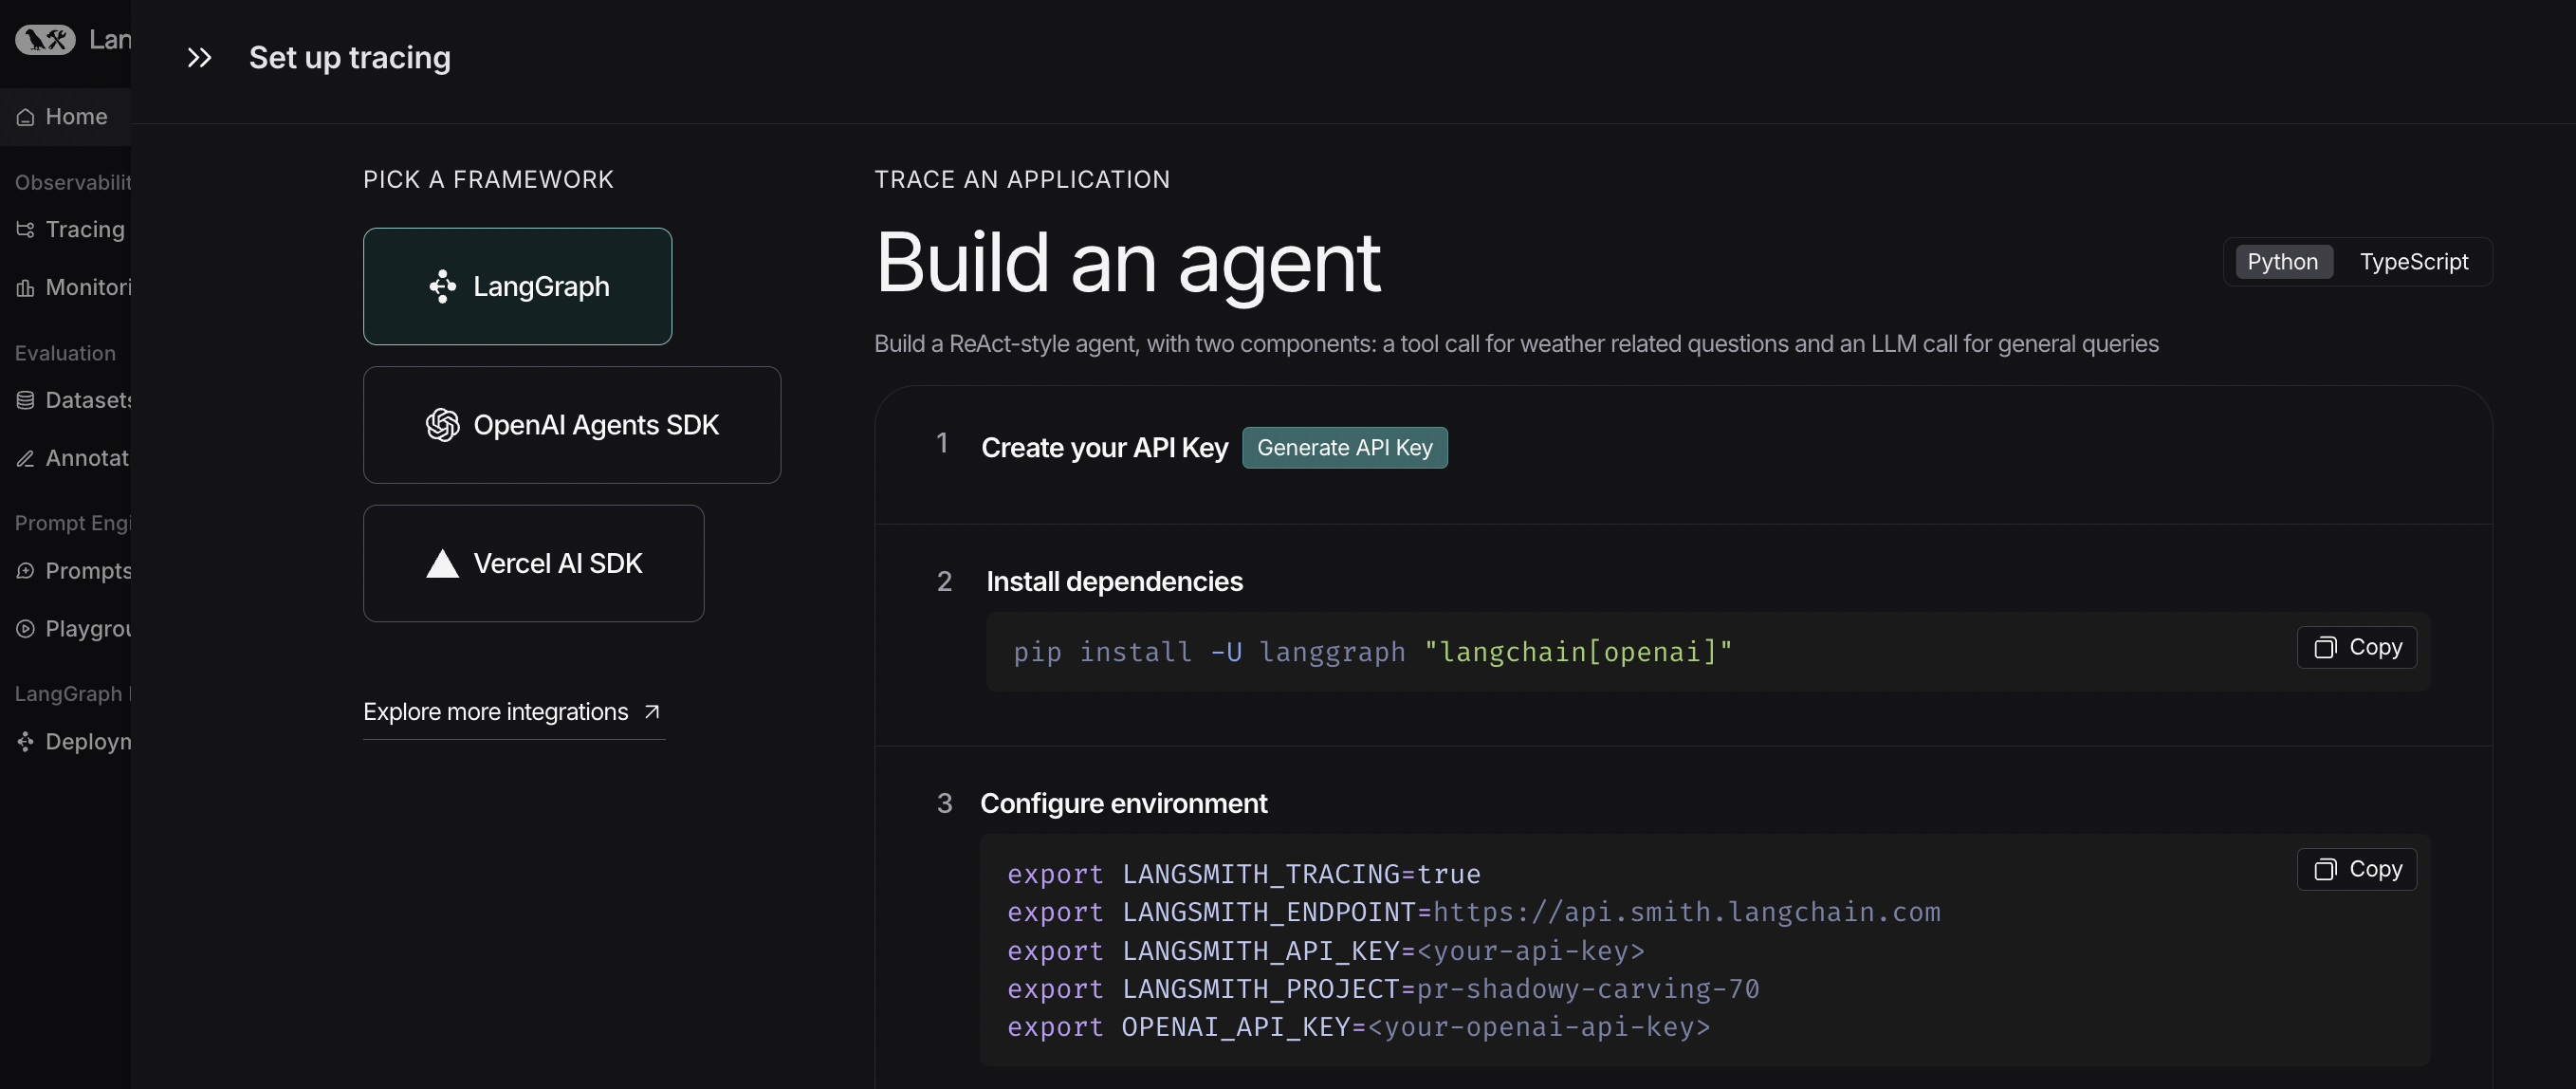 Lan
Home
Observabilit
Tracing
Monitori
Evaluation
Datasets
Annotat
Prompt Engi
Prompts
Playgrou
LangGraph
Deploym
Set up tracing
PICK A FRAMEWORK
LangGraph
OpenAI Agents SDK
Vercel AI SDK
Explore more integrations
TRACE AN APPLICATION
Build an agent
Python TypeScript
Build a ReAct-style agent, with two components: a tool call for weather related questions and an LLM call for general queries
1 Create your API Key Generate API Key
2 Install dependencies
pip install -U langgraph "langchain[openai]"
Copy
3 Configure environment
export LANGSMITH_TRACING=true
Copy
export LANGSMITH_ENDPOINT=https://api.smith.langchain.com
export LANGSMITH_API_KEY=<your-api-key>
export LANGSMITH_PROJECT=pr-shadowy-carving-70
export OPENAI_API_KEY=<your-openai-api-key>